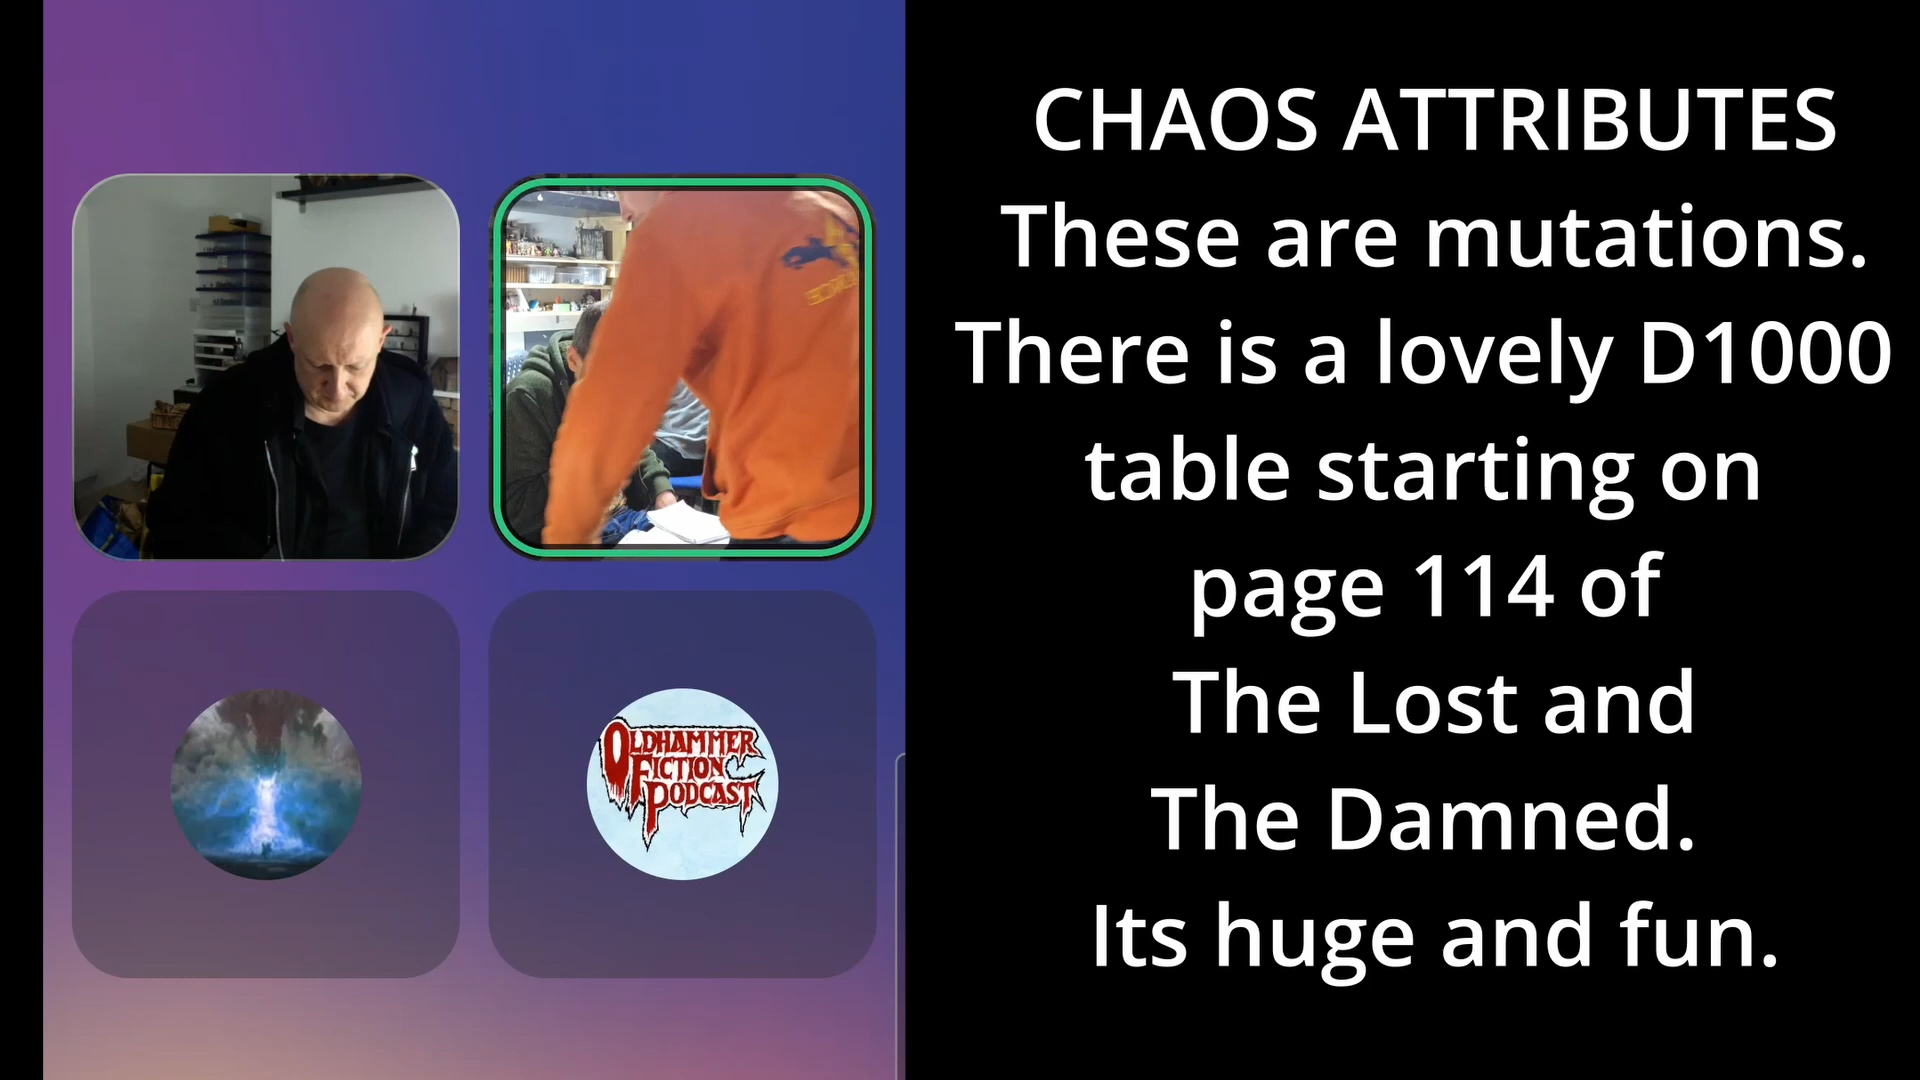 CHAOS ATTRIBUTES
These are mutations.
There is a lovely D1000
table starting on
page 114 of
The Lost and
The Damned.
Its huge and fun.
OLDHAMMER
FICTION
PODCAST